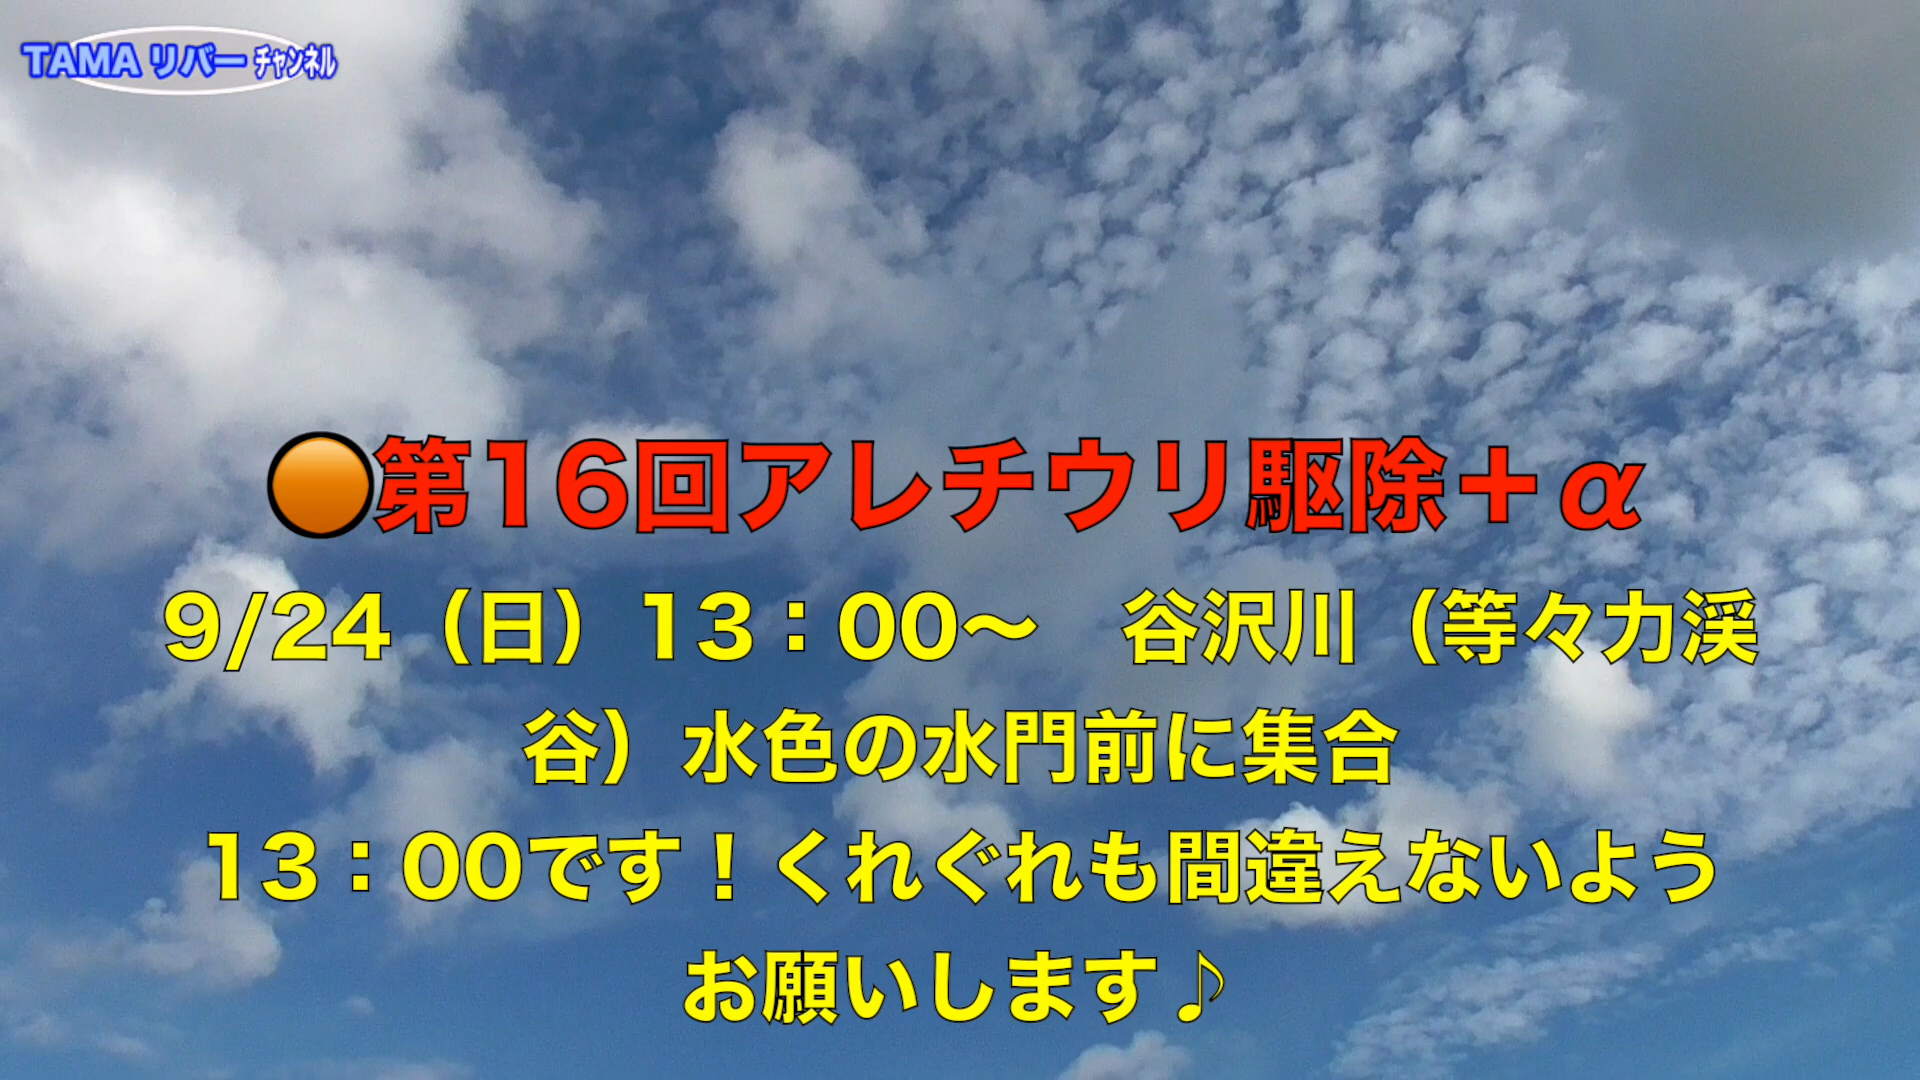 TAMA リバー チャンネル
🟠第16回アレチウリ駆除＋α
9/24（日）13：00〜　谷沢川（等々力渓
谷）水色の水門前に集合
13：00です！くれぐれも間違えないよう
お願いします♪